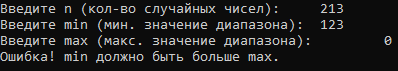 Введите n (кол-во случайных чисел): 213
Введите min (мин. значение диапазона): 123
Введите max (макс. значение диапазона): 0
Ошибка! min должно быть больше max.